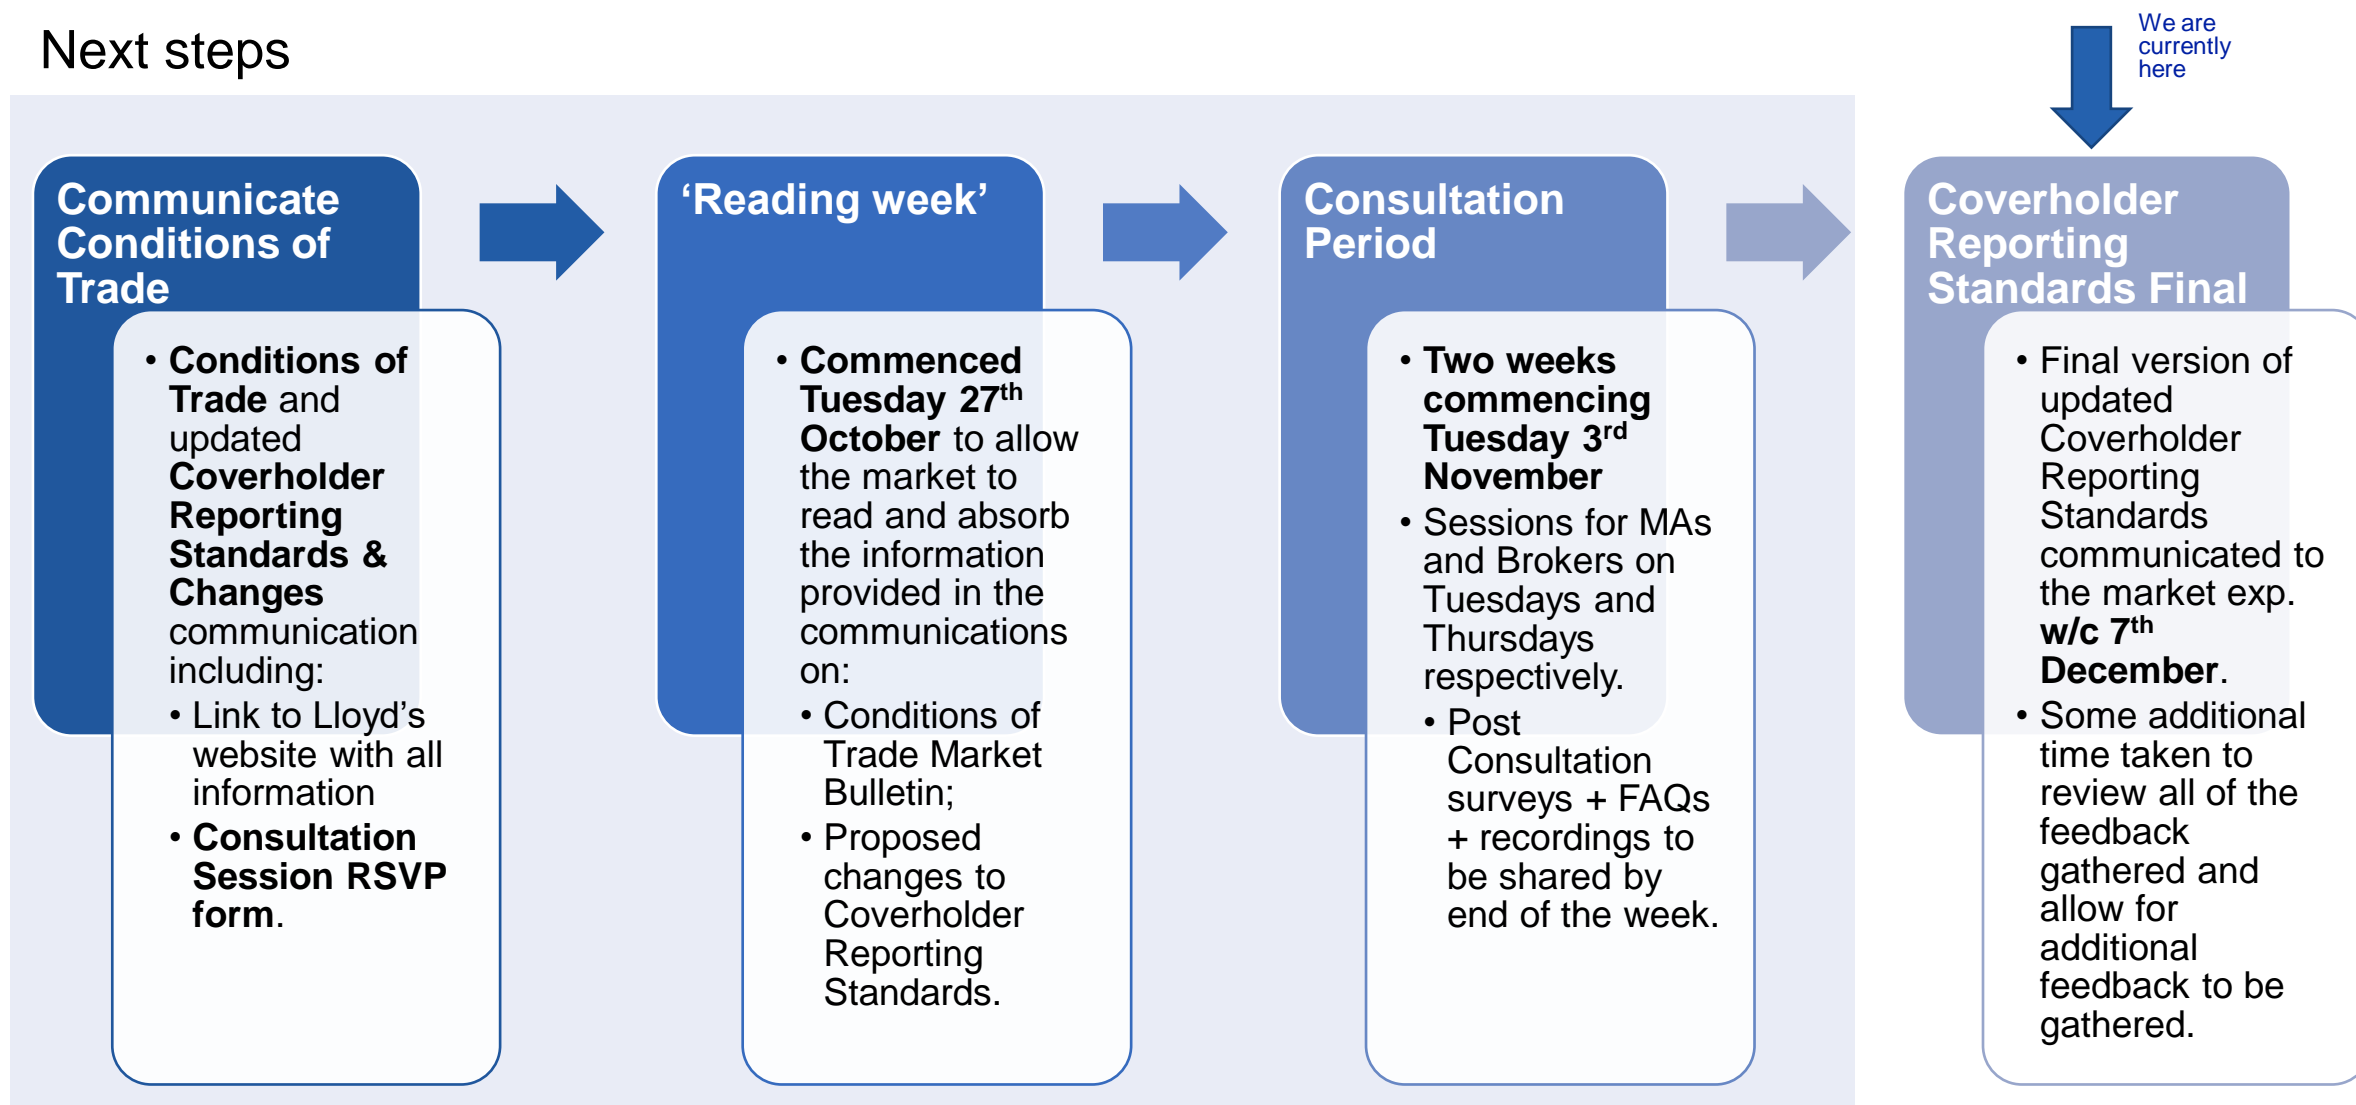 Next steps
We are
currently
here
Communicate
Conditions of
Trade
• Conditions of
Trade and
updated
Coverholder
Reporting
Standards &
Changes
communication
including:
• Link to Lloyd’s
website with all
information
• Consultation
Session RSVP
form.
‘Reading week’
• Commenced
Tuesday 27th
October to allow
the market to
read and absorb
the information
provided in the
communications
on:
• Conditions of
Trade Market
Bulletin;
• Proposed
changes to
Coverholder
Reporting
Standards.
Consultation
Period
• Two weeks
commencing
Tuesday 3rd
November
• Sessions for MAs
and Brokers on
Tuesdays and
Thursdays
respectively.
• Post
Consultation
surveys + FAQs
+ recordings to
be shared by
end of the week.
Coverholder
Reporting
Standards Final
• Final version of
updated
Coverholder
Reporting
Standards
communicated to
the market exp.
w/c 7th
December.
• Some additional
time taken to
review all of the
feedback
gathered and
allow for
additional
feedback to be
gathered.